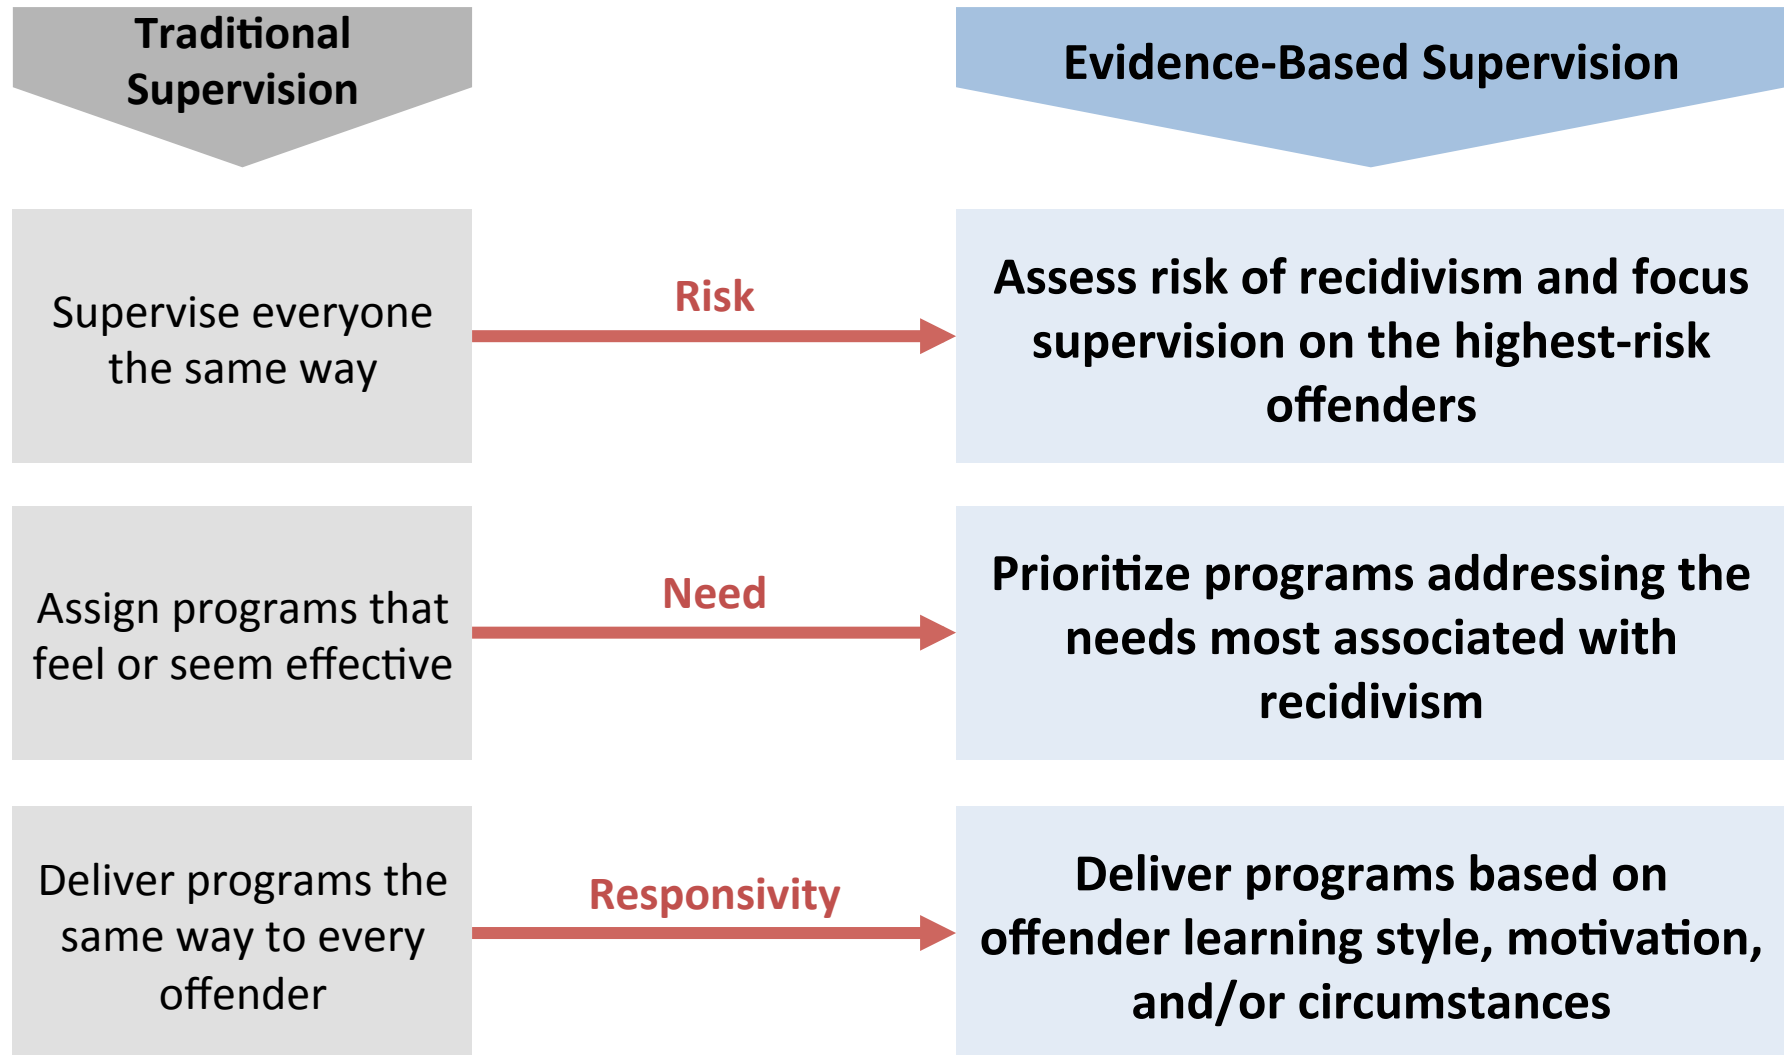 Traditional
Supervision
Evidence-Based Supervision
Supervise everyone
the same way
Risk
Assess risk of recidivism and focus
supervision on the highest-risk
offenders
Assign programs that
feel or seem effective
Need
Prioritize programs addressing the
needs most associated with
recidivism
Deliver programs the
same way to every
offender
Responsivity
Deliver programs based on
offender learning style, motivation,
and/or circumstances